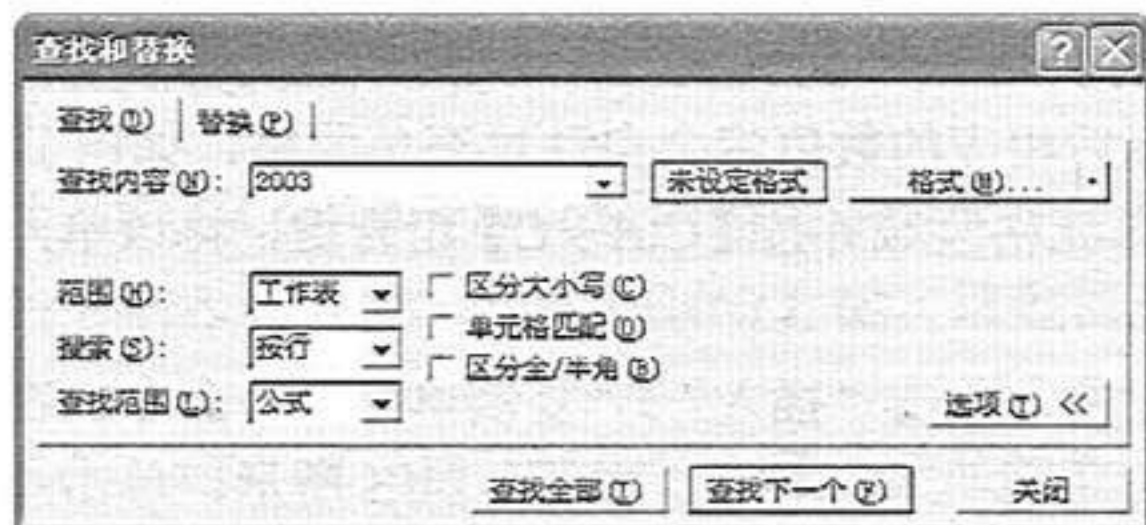 查找和替换
查找(D) 替换(P)
查找内容(N): 2003 未设定格式 格式(M)...
范围(H): 工作表 区分大小写(C)
搜索(S): 按行 单元格匹配(O)
查找范围(L): 公式 区分全/半角(B)
选项(T) <<
查找全部(I) 查找下一个(F) 关闭